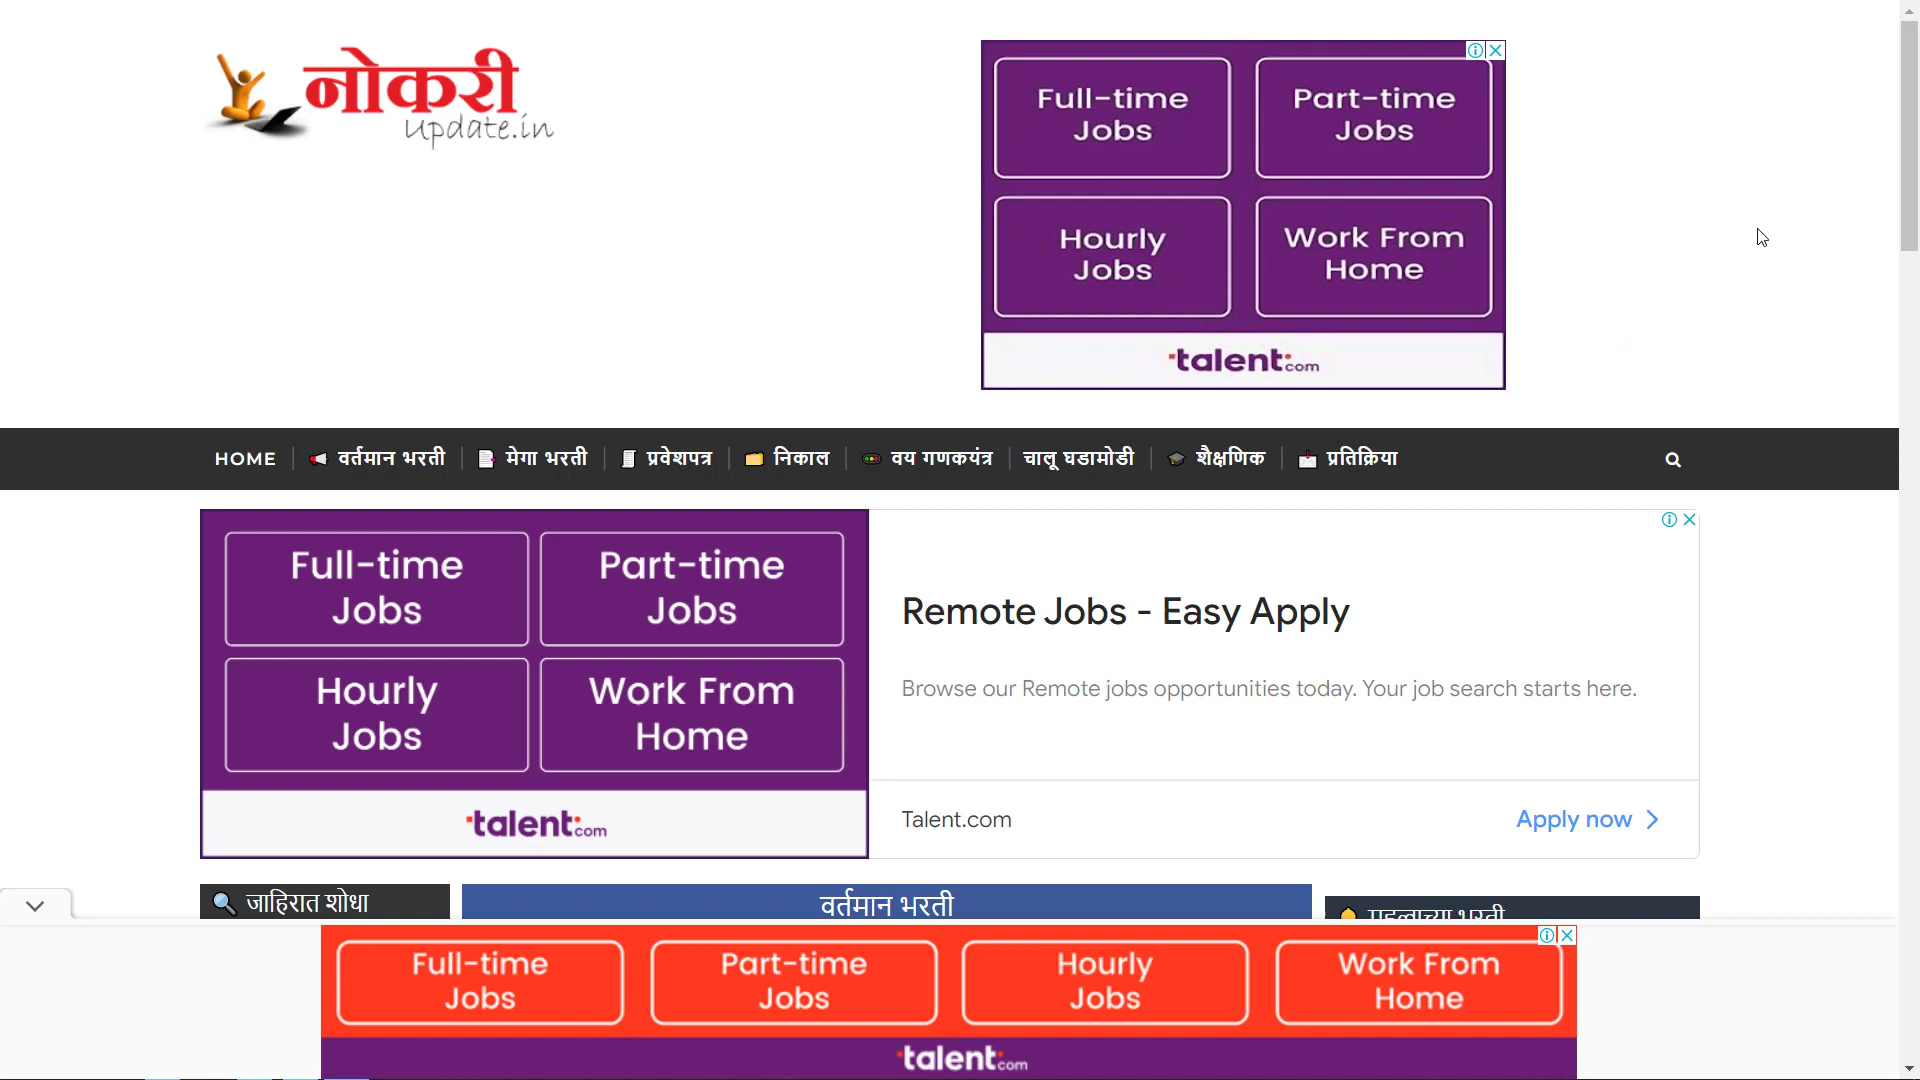 नोकरी
Update.in
Full-time
Jobs
Part-time
Jobs
Hourly
Jobs
Work From
Home
talent.com
HOME
वर्तमान भरती
मेगा भरती
प्रवेशपत्र
निकाल
वय गणकयंत्र
चालू घडामोडी
शैक्षणिक
प्रतिक्रिया
Full-time
Jobs
Part-time
Jobs
Hourly
Jobs
Work From
Home
talent.com
Remote Jobs - Easy Apply
Browse our Remote jobs opportunities today. Your job search starts here.
Talent.com
Apply now
जाहिरात शोधा
वर्तमान भरती
महत्वाच्या भरती
Full-time
Jobs
Part-time
Jobs
Hourly
Jobs
Work From
Home
talent.com